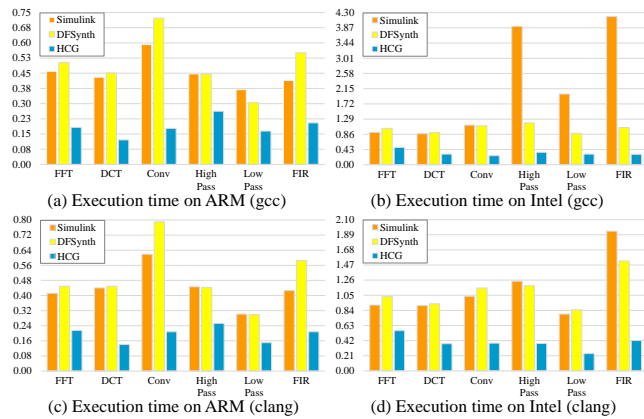 0.75
0.68
0.60
0.53
0.45
0.38
0.30
0.23
0.15
0.08
0.00
Simulink
DFSynth
HCG
FFT DCT Conv High Pass Low Pass FIR
(a) Execution time on ARM (gcc)
4.30
3.87
3.44
3.01
2.58
2.15
1.72
1.29
0.86
0.43
0.00
Simulink
DFSynth
HCG
FFT DCT Conv High Pass Low Pass FIR
(b) Execution time on Intel (gcc)
0.80
0.72
0.64
0.56
0.48
0.40
0.32
0.24
0.16
0.08
0.00
Simulink
DFSynth
HCG
FFT DCT Conv High Pass Low Pass FIR
(c) Execution time on ARM (clang)
2.10
1.89
1.68
1.47
1.26
1.05
0.84
0.63
0.42
0.21
0.00
Simulink
DFSynth
HCG
FFT DCT Conv High Pass Low Pass FIR
(d) Execution time on Intel (clang)